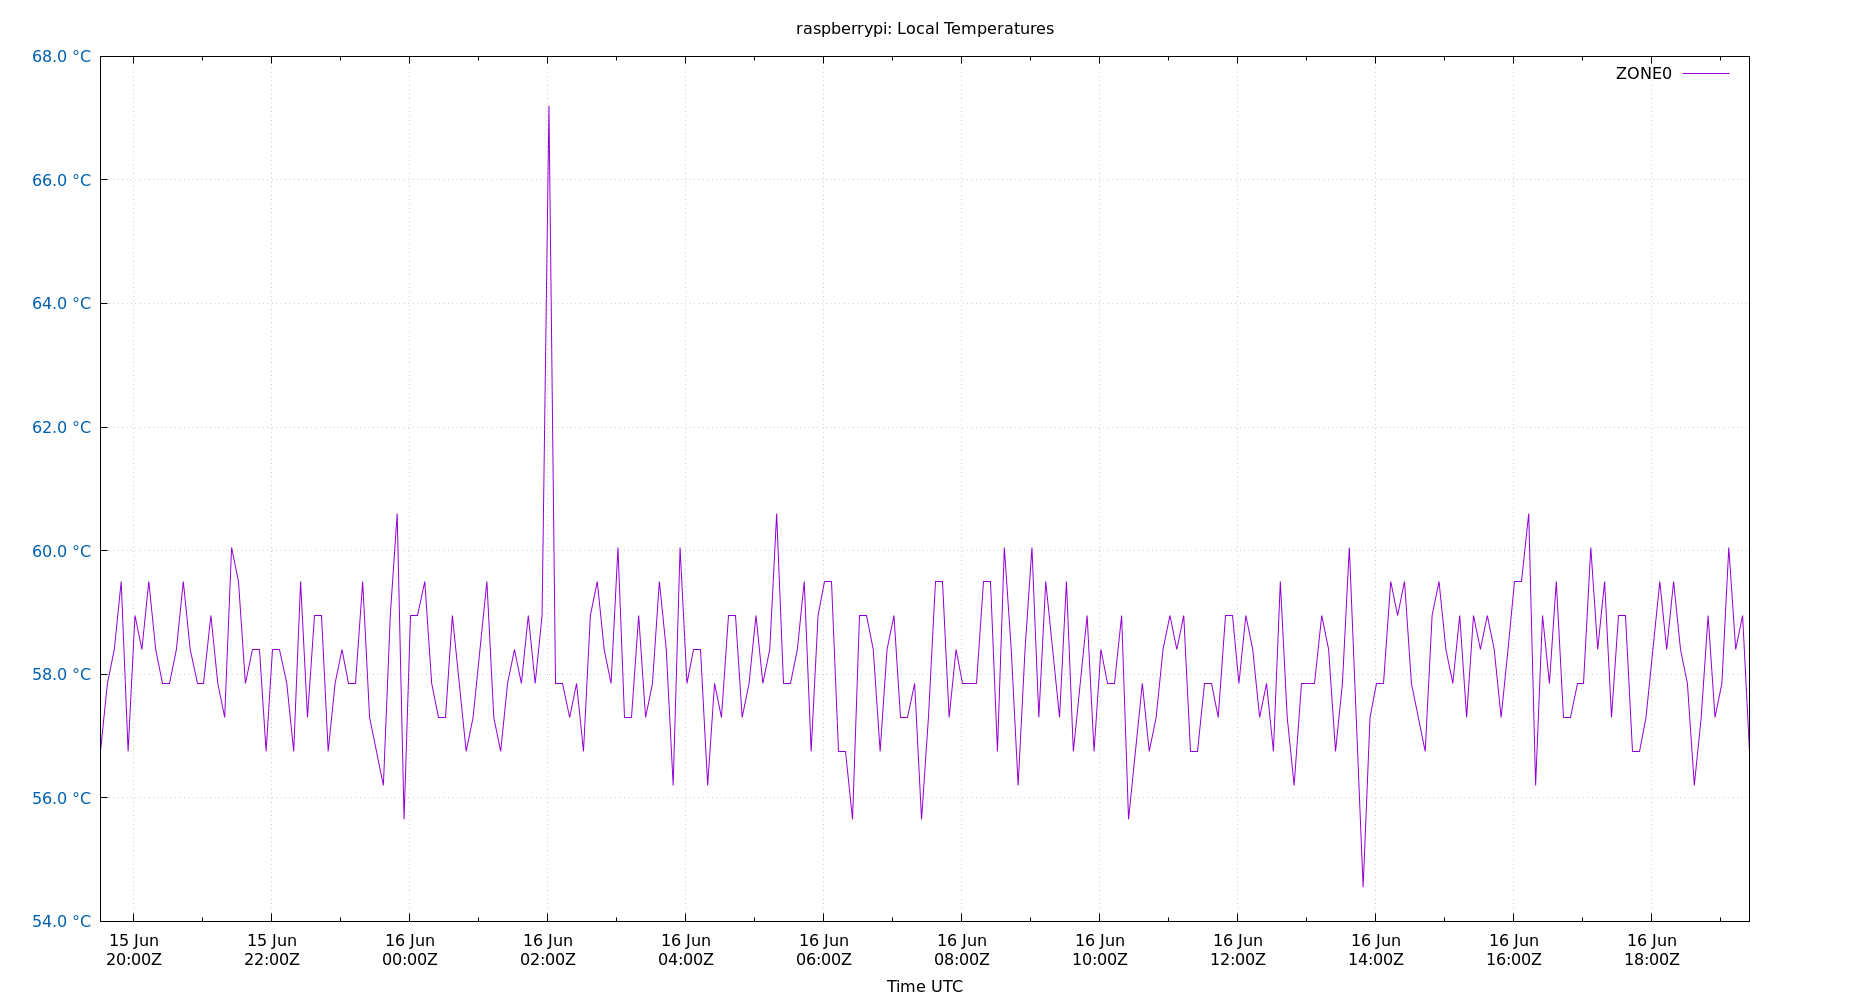 raspberrypi: Local Temperatures
68.0 °C
ZONE0
66.0 °C
64.0 °C
62.0 °C
60.0 °C
58.0 °C
56.0 °C
54.0 °C
15 Jun 15 Jun 16 Jun 16 Jun 16 Jun 16 Jun 16 Jun 16 Jun 16 Jun 16 Jun 16 Jun 16 Jun
20:00Z 22:00Z 00:00Z 02:00Z 04:00Z 06:00Z 08:00Z 10:00Z 12:00Z 14:00Z 16:00Z 18:00Z
Time UTC